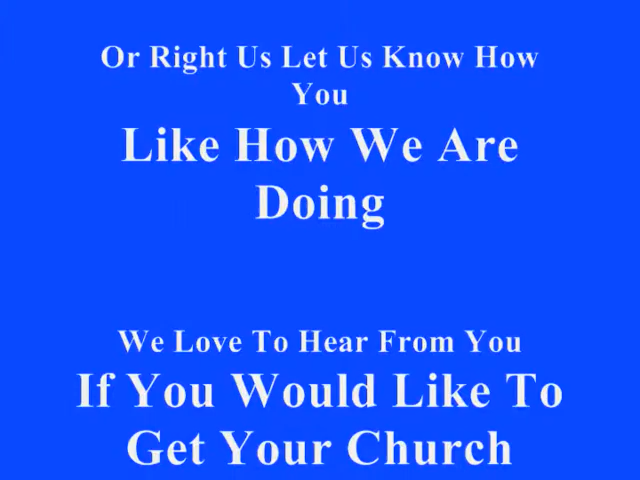 Or Right Us Let Us Know How
You
Like How We Are
Doing
We Love To Hear From You
If You Would Like To
Get Your Church